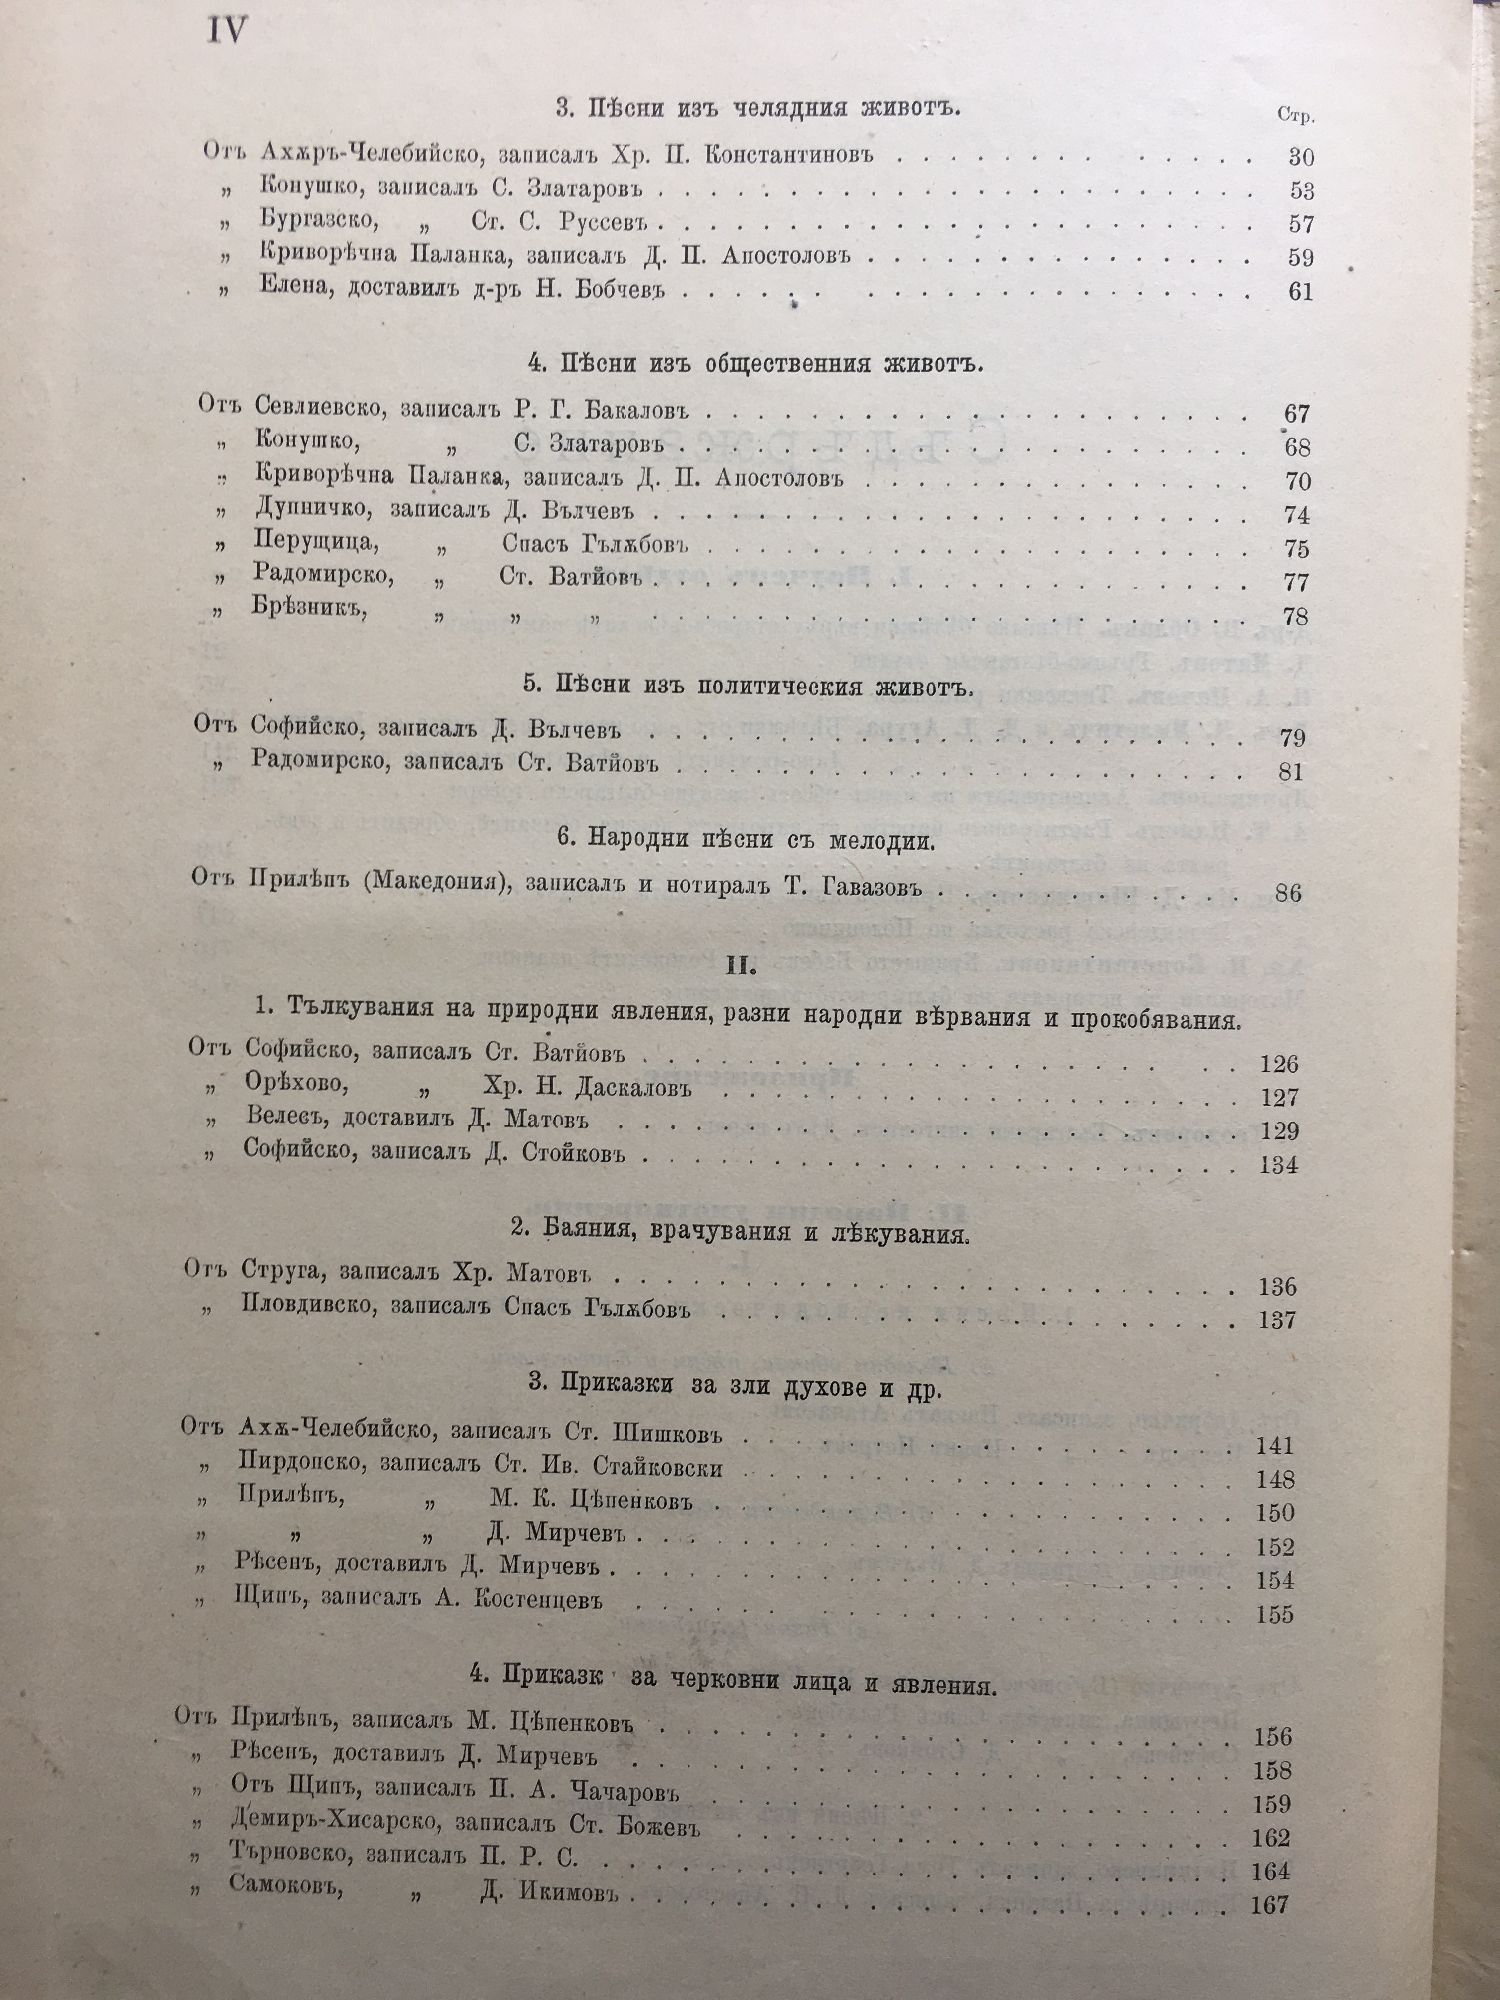 IV
3. Пѣсни изъ челядния животъ.
Стр.
Отъ Ахѫръ-Челебийско, записалъ Хр. П. Константиновъ . . . . . . . . . . . . 30
„ Конушко, записалъ С. Златаровъ . . . . . . . . . . . . 53
„ Бургазско, „ Ст. С. Руссевъ . . . . . . . . . . . . 57
„ Криворѣчна Паланка, записалъ Д. П. Апостоловъ . . . . . . . . . . . . 59
„ Елена, доставилъ д-ръ Н. Бобчевъ . . . . . . . . . . . . 61
4. Пѣсни изъ общественния животъ.
Отъ Севлиевско, записалъ Р. Г. Бакаловъ . . . . . . . . . . . . 67
„ Конушко, „ С. Златаровъ . . . . . . . . . . . . 68
„ Криворѣчна Паланка, записалъ Д. П. Апостоловъ . . . . . . . . . . . . 70
„ Дупничко, записалъ Д. Вълчевъ . . . . . . . . . . . . 74
„ Перущица, „ Спасъ Гълѫбовъ . . . . . . . . . . . . 75
„ Радомирско, „ Ст. Ватйовъ . . . . . . . . . . . . 77
„ Брѣзникъ, „ „ „ . . . . . . . . . . . . 78
5. Пѣсни изъ политическия животъ.
Отъ Софийско, записалъ Д. Вълчевъ . . . . . . . . . . . . 79
„ Радомирско, записалъ Ст. Ватйовъ . . . . . . . . . . . . 81
6. Народни пѣсни съ мелодии.
Отъ Прилѣпъ (Македония), записалъ и нотиралъ Т. Гавазовъ . . . . . . . . . . . . 86
II.
1. Тълкувания на природни явления, разни народни вѣрвания и прокобявания.
Отъ Софийско, записалъ Ст. Ватйовъ . . . . . . . . . . . . 126
„ Орѣхово, „ Хр. Н. Даскаловъ . . . . . . . . . . . . 127
„ Велесъ, доставилъ Д. Матовъ . . . . . . . . . . . . 129
„ Софийско, записалъ Д. Стойковъ . . . . . . . . . . . . 134
2. Баяния, врачувания и лѣкувания.
Отъ Струга, записалъ Хр. Матовъ . . . . . . . . . . . . 136
„ Пловдивско, записалъ Спасъ Гълѫбовъ . . . . . . . . . . . . 137
3. Приказки за зли духове и др.
Отъ Ахѫ-Челебийско, записалъ Ст. Шишковъ . . . . . . . . . . . . 141
„ Пирдопско, записалъ Ст. Ив. Стайковски . . . . . . . . . . . . 148
„ Прилѣпъ, „ М. К. Цѣпенковъ . . . . . . . . . . . . 150
„ „ „ Д. Мирчевъ . . . . . . . . . . . . 152
„ Рѣсенъ, доставилъ Д. Мирчевъ . . . . . . . . . . . . 154
„ Щипъ, записалъ А. Костенцевъ . . . . . . . . . . . . 155
4. Приказк за черковни лица и явления.
Отъ Прилѣпъ, записалъ М. Цѣпенковъ . . . . . . . . . . . . 156
„ Рѣсенъ, доставилъ Д. Мирчевъ . . . . . . . . . . . . 158
„ Отъ Щипъ, записалъ П. А. Чачаровъ . . . . . . . . . . . . 159
„ Демиръ-Хисарско, записалъ Ст. Божевъ . . . . . . . . . . . . 162
„ Търновско, записалъ П. Р. С. . . . . . . . . . . . . 164
„ Самоковъ, „ Д. Икимовъ . . . . . . . . . . . . 167